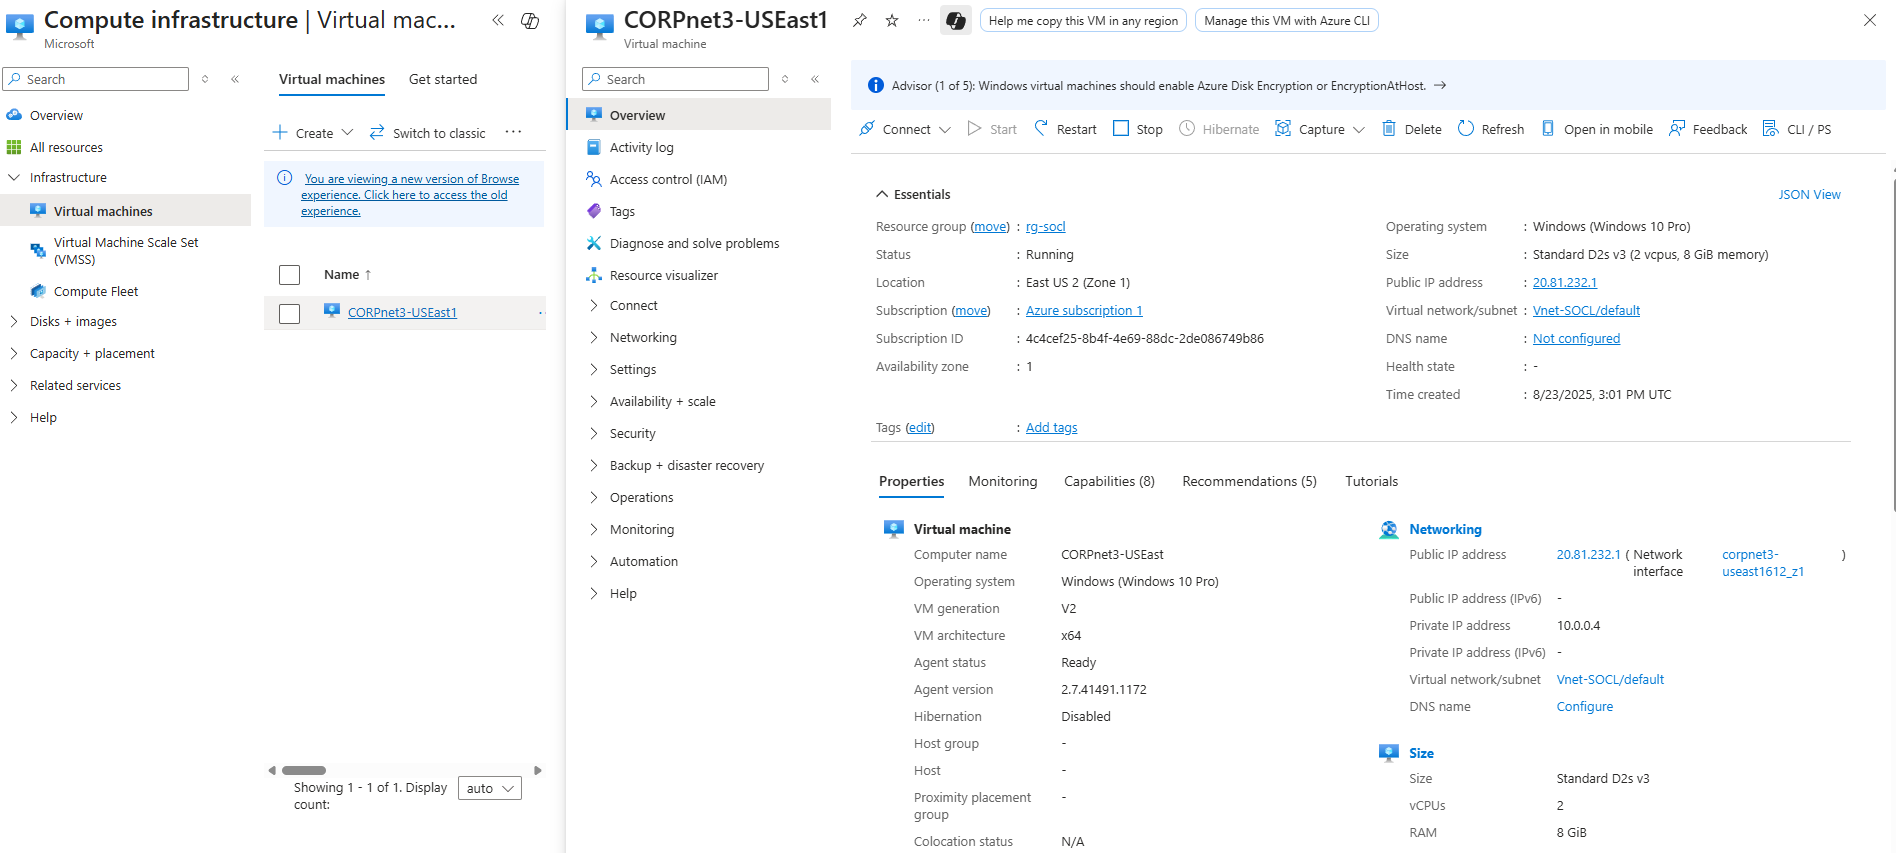 Compute infrastructure | Virtual mac...
Microsoft
Search
Overview
All resources
Infrastructure
Virtual machines
Virtual Machine Scale Set
(VMSS)
Compute Fleet
Disks + images
Capacity + placement
Related services
Help
Virtual machines Get started
Create Switch to classic ...
You are viewing a new version of Browse
experience. Click here to access the old
experience.
Name ↑
CORPnet3-USEast1
Showing 1 - 1 of 1. Display
count:
auto
CORPnet3-USEast1
Virtual machine
Help me copy this VM in any region Manage this VM with Azure CLI
Search
Overview
Activity log
Access control (IAM)
Tags
Diagnose and solve problems
Resource visualizer
Connect
Networking
Settings
Availability + scale
Security
Backup + disaster recovery
Operations
Monitoring
Automation
Help
Advisor (1 of 5): Windows virtual machines should enable Azure Disk Encryption or EncryptionAtHost. →
Connect Start Restart Stop Hibernate Capture Delete Refresh Open in mobile Feedback CLI / PS
Essentials JSON View
Resource group (move) : rg-socl
Status : Running
Location : East US 2 (Zone 1)
Subscription (move) : Azure subscription 1
Subscription ID : 4c4cef25-8b4f-4e69-88dc-2de086749b86
Availability zone : 1
Operating system : Windows (Windows 10 Pro)
Size : Standard D2s v3 (2 vcpus, 8 GiB memory)
Public IP address : 20.81.232.1
Virtual network/subnet : Vnet-SOCL/default
DNS name : Not configured
Health state : -
Time created : 8/23/2025, 3:01 PM UTC
Tags (edit) : Add tags
Properties Monitoring Capabilities (8) Recommendations (5) Tutorials
Virtual machine
Computer name CORPnet3-USEast
Operating system Windows (Windows 10 Pro)
VM generation V2
VM architecture x64
Agent status Ready
Agent version 2.7.41491.1172
Hibernation Disabled
Host group -
Host -
Proximity placement -
group
Colocation status N/A
Networking
Public IP address 20.81.232.1 ( Network corpnet3- )
interface useast1612_z1
Public IP address (IPv6) -
Private IP address 10.0.0.4
Private IP address (IPv6) -
Virtual network/subnet Vnet-SOCL/default
DNS name Configure
Size
Size Standard D2s v3
vCPUs 2
RAM 8 GiB